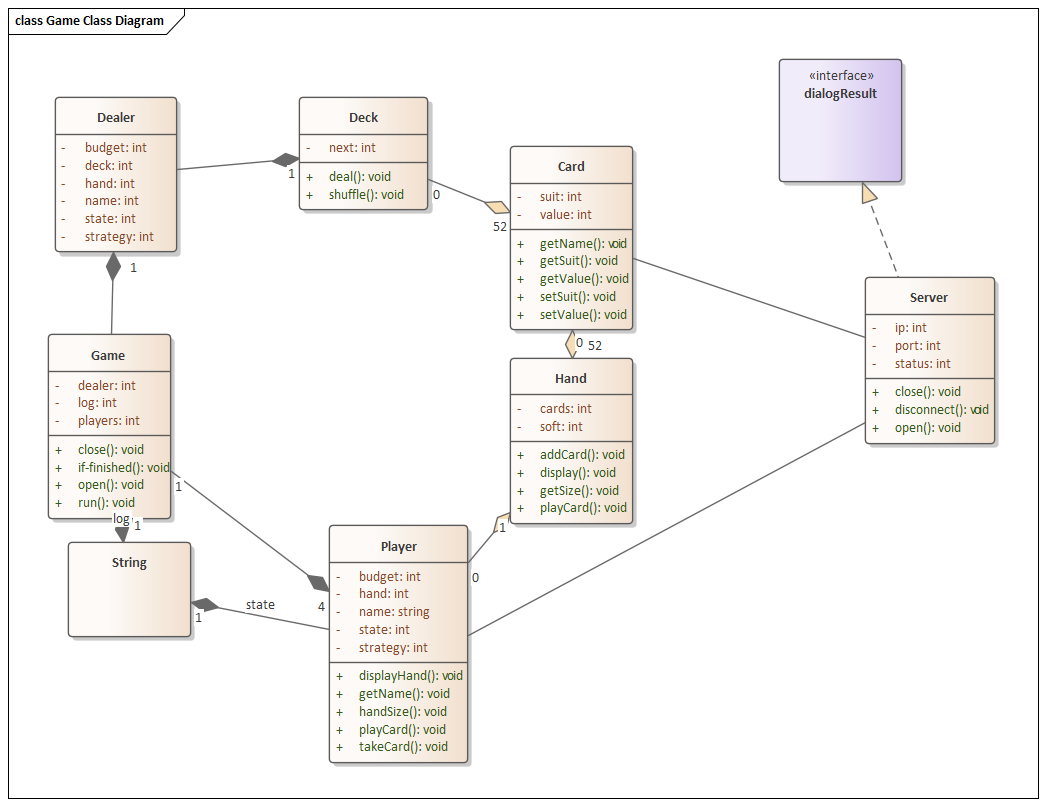 class Game Class Diagram
«interface»
dialogResult
Dealer
- budget: int
- deck: int
- hand: int
- name: int
- state: int
- strategy: int
1
Deck
- next: int
+ deal(): void
+ shuffle(): void
1
0
52
Card
- suit: int
- value: int
+ getName(): void
+ getSuit(): void
+ getValue(): void
+ setSuit(): void
+ setValue(): void
0
52
Server
- ip: int
- port: int
- status: int
+ close(): void
+ disconnect(): void
+ open(): void
Game
- dealer: int
- log: int
- players: int
+ close(): void
+ if-finished(): void
+ open(): void
+ run(): void
1
log
1
Hand
- cards: int
- soft: int
+ addCard(): void
+ display(): void
+ getSize(): void
+ playCard(): void
1
0
String
1
state
4
Player
- budget: int
- hand: int
- name: string
- state: int
- strategy: int
+ displayHand(): void
+ getName(): void
+ handSize(): void
+ playCard(): void
+ takeCard(): void